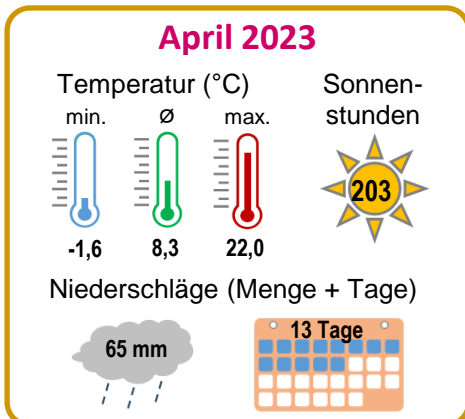 April 2023
Temperatur (°C)
min. Ø max.
-1,6 8,3 22,0
Sonnen-
stunden
203
Niederschläge (Menge + Tage)
65 mm
13 Tage